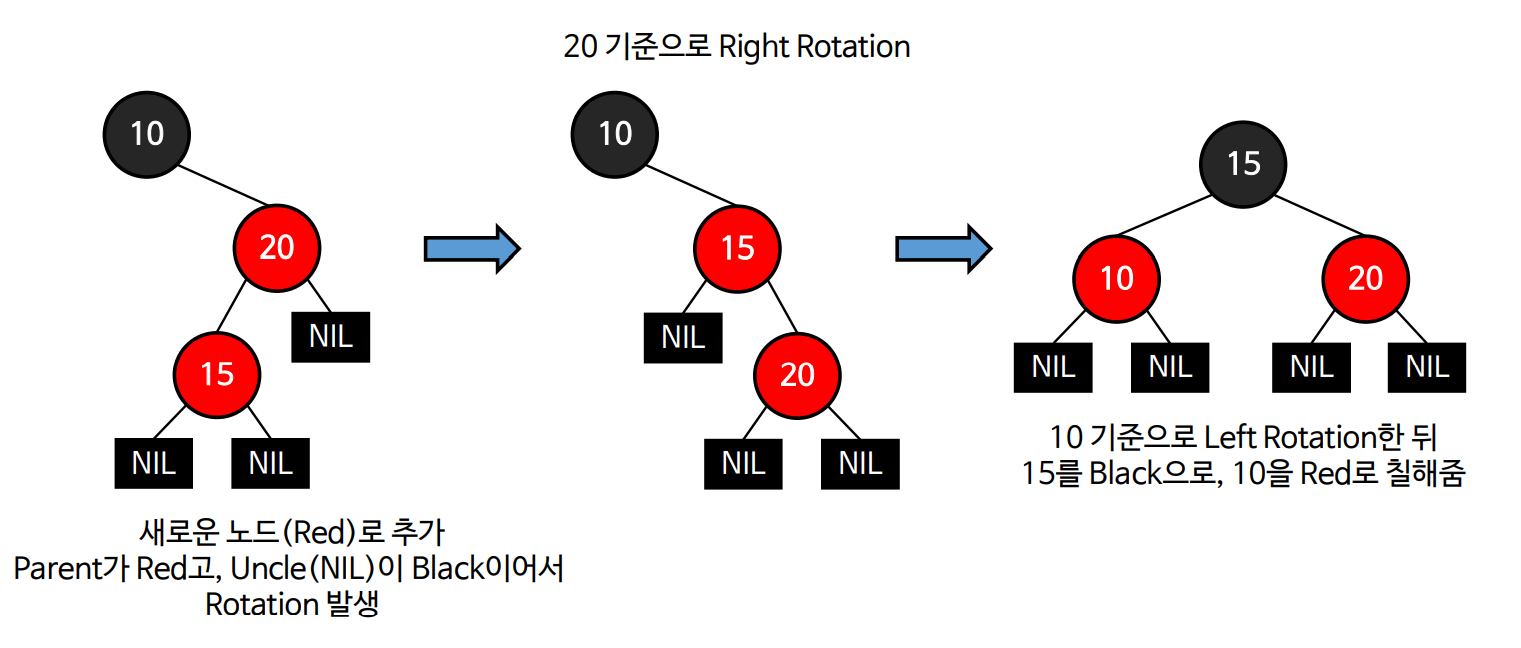 20 기준으로 Right Rotation
10
20
NIL
15
NIL
NIL
새로운 노드(Red)로 추가
Parent가 Red고, Uncle(NIL)이 Black이어서
Rotation 발생
10
15
NIL
20
NIL
NIL
15
10
20
NIL
NIL
NIL
NIL
10 기준으로 Left Rotation한 뒤
15를 Black으로, 10을 Red로 칠해줌